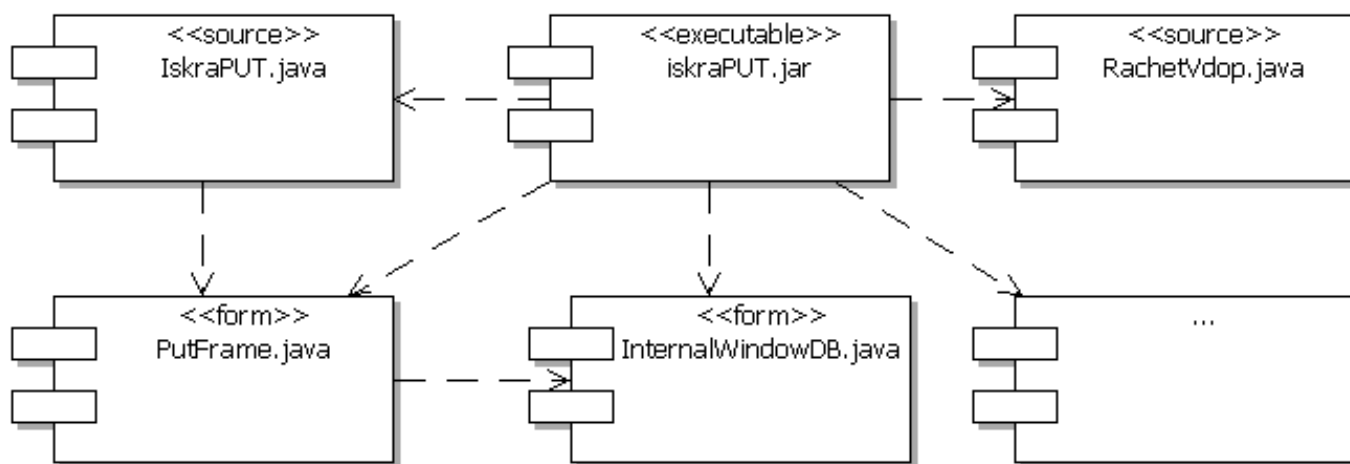 <<source>>
IskraPUT.java
<<executable>>
iskraPUT.jar
<<source>>
RachetVdop.java
<<form>>
PutFrame.java
<<form>>
InternalWindowDB.java
...